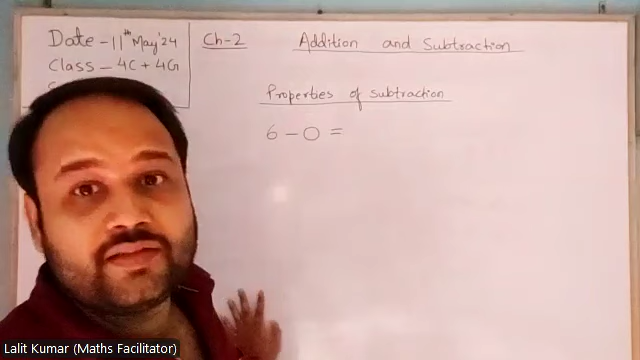 Date - 11th May'24
Class - 4C + 4G
Ch-2
Addition and Subtraction
Properties of subtraction
6 - 0 =
Lalit Kumar (Maths Facilitator)